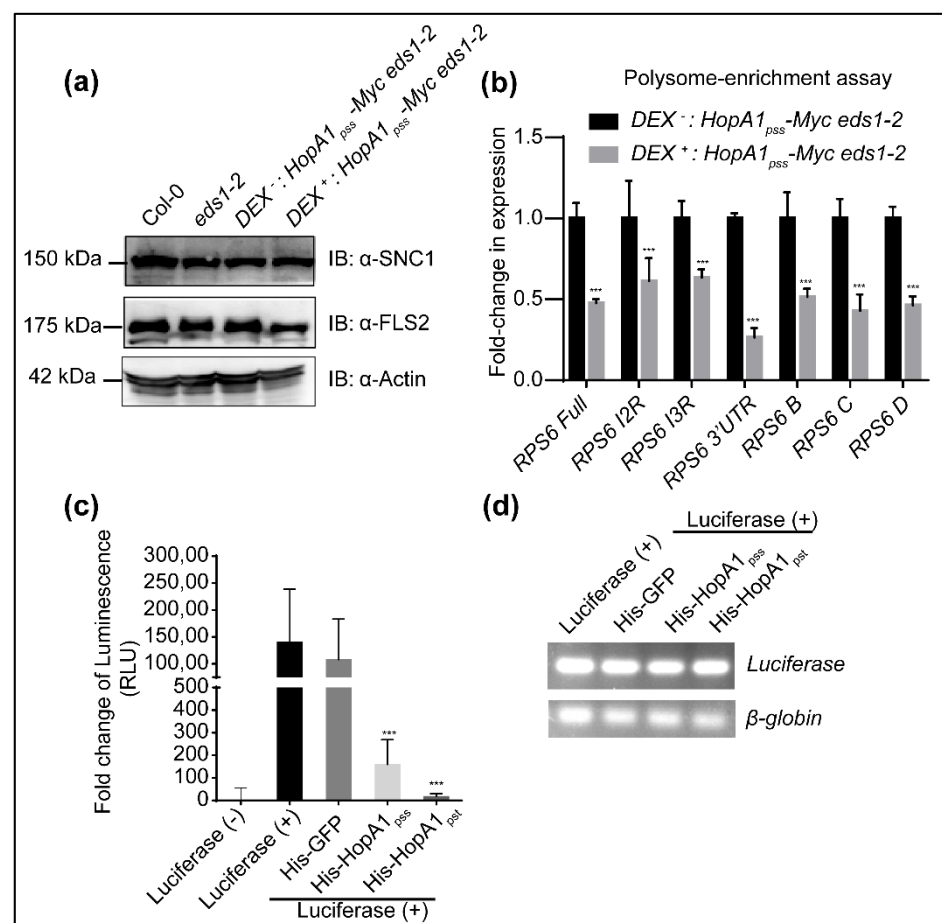 (a)
Col-0
eds1-2
DEX⁻: HopA1pss-Myc eds1-2
DEX⁺: HopA1pss-Myc eds1-2
150 kDa
IB: α-SNC1
175 kDa
IB: α-FLS2
42 kDa
IB: α-Actin
(b)
Polysome-enrichment assay
DEX⁻: HopA1pss-Myc eds1-2
DEX⁺: HopA1pss-Myc eds1-2
Fold-change in expression
1.0
0.5
0.0
***
***
***
***
***
***
***
RPS6 Full
RPS6 I2R
RPS6 I3R
RPS6 3'UTR
RPS6 B
RPS6 C
RPS6 D
(c)
Fold change of Luminescence
(RLU)
300,00
250,00
200,00
150,00
100,00
500
400
300
200
100
0
***
***
Luciferase (-)
Luciferase (+)
His-GFP
His-HopA1pss
His-HopA1pst
Luciferase (+)
(d)
Luciferase (+)
Luciferase (+)
His-GFP
His-HopA1pss
His-HopA1pst
Luciferase
β-globin